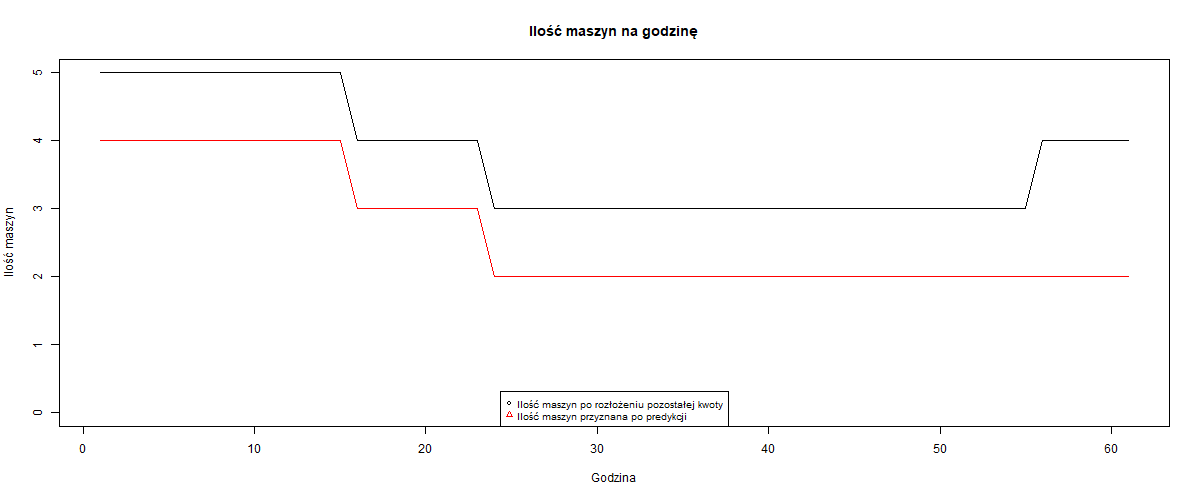 Ilość maszyn na godzinę
Ilość maszyn
5
4
3
2
1
0
Ilość maszyn po rozłożeniu pozostałej kwoty
Ilość maszyn przyznana po predykcji
0 10 20 30 40 50 60
Godzina